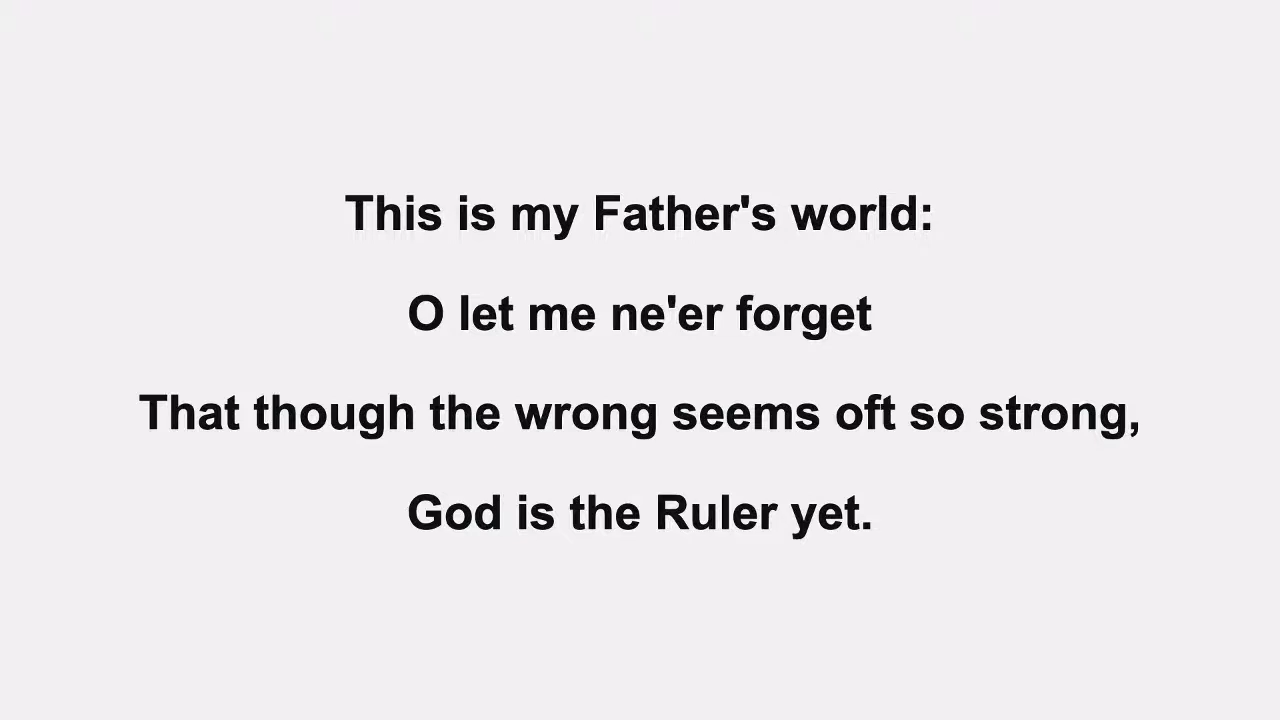 This is my Father's world:
O let me ne'er forget
That though the wrong seems oft so strong,
God is the Ruler yet.